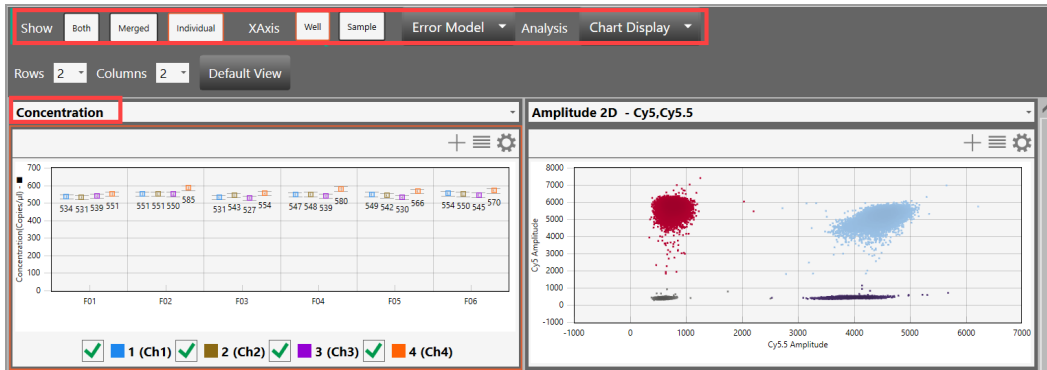 Show Both Merged Individual XAxis Well Sample Error Model Analysis Chart Display
Rows 2 Columns 2 Default View
Concentration
Amplitude 2D - Cy5,Cy5.5
Concentration(Copies/µl) - ■
700
600
500
400
300
200
100
0
534 531 539 551
551 551 550 585
531 543 527 554
547 548 539 580
549 542 530 566
554 550 545 570
F01 F02 F03 F04 F05 F06
1 (Ch1) 2 (Ch2) 3 (Ch3) 4 (Ch4)
Cy5 Amplitude
8000
7000
6000
5000
4000
3000
2000
1000
0
-1000
-1000 0 1000 2000 3000 4000 5000 6000 7000
Cy5.5 Amplitude